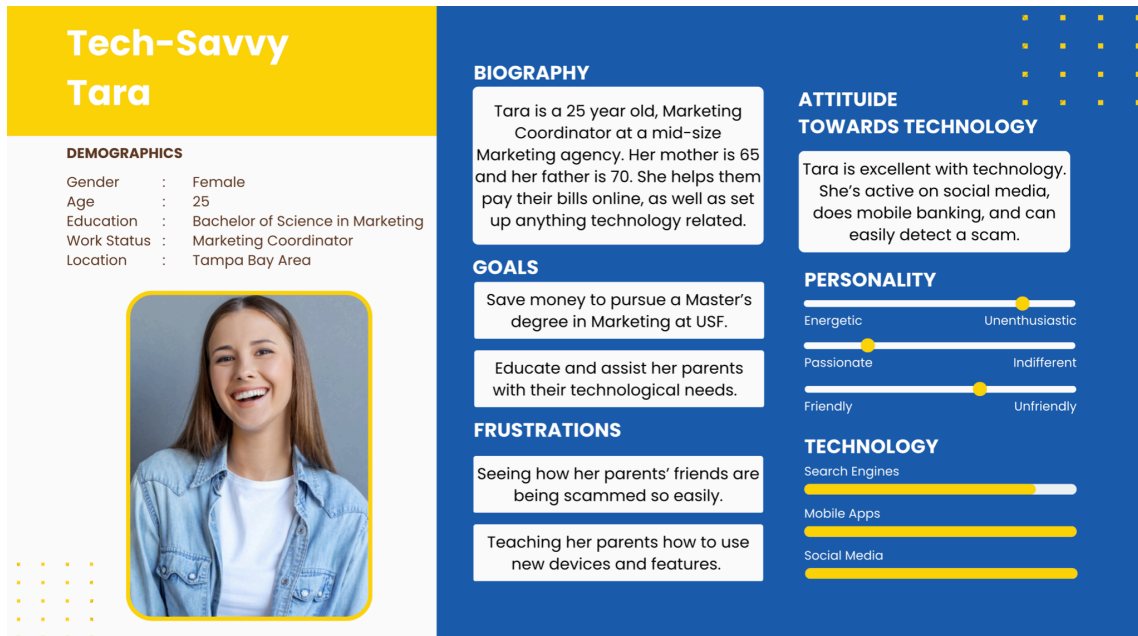 Tech-Savvy
Tara
DEMOGRAPHICS
Gender : Female
Age : 25
Education : Bachelor of Science in Marketing
Work Status : Marketing Coordinator
Location : Tampa Bay Area
BIOGRAPHY
Tara is a 25 year old, Marketing
Coordinator at a mid-size
Marketing agency. Her mother is 65
and her father is 70. She helps them
pay their bills online, as well as set
up anything technology related.
GOALS
Save money to pursue a Master's
degree in Marketing at USF.
Educate and assist her parents
with their technological needs.
FRUSTRATIONS
Seeing how her parents' friends are
being scammed so easily.
Teaching her parents how to use
new devices and features.
ATTITUIDE
TOWARDS TECHNOLOGY
Tara is excellent with technology.
She's active on social media,
does mobile banking, and can
easily detect a scam.
PERSONALITY
Energetic Unenthusiastic
Passionate Indifferent
Friendly Unfriendly
TECHNOLOGY
Search Engines
Mobile Apps
Social Media